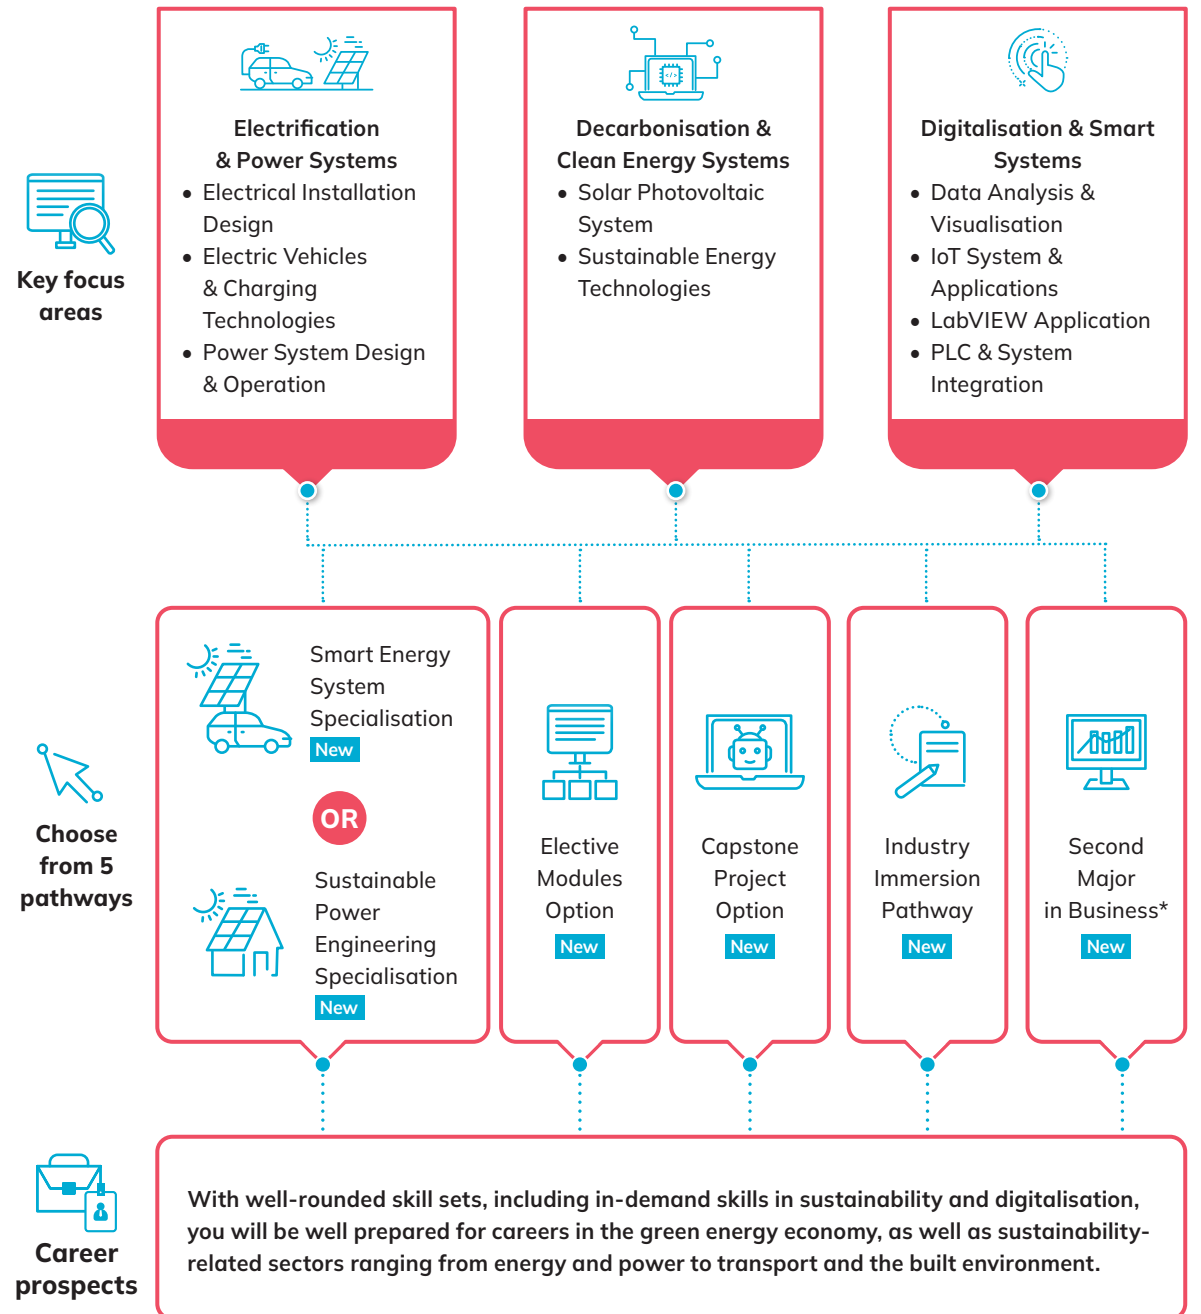 Key focus
areas
Electrification
& Power Systems
• Electrical Installation
Design
• Electric Vehicles
& Charging
Technologies
• Power System Design
& Operation
Decarbonisation &
Clean Energy Systems
• Solar Photovoltaic
System
• Sustainable Energy
Technologies
Digitalisation & Smart
Systems
• Data Analysis &
Visualisation
• IoT System &
Applications
• LabVIEW Application
• PLC & System
Integration
Choose
from 5
pathways
Smart Energy
System
Specialisation
New
OR
Sustainable
Power
Engineering
Specialisation
New
Elective
Modules
Option
New
Capstone
Project
Option
New
Industry
Immersion
Pathway
New
Second
Major
in Business*
New
Career
prospects
With well-rounded skill sets, including in-demand skills in sustainability and digitalisation,
you will be well prepared for careers in the green energy economy, as well as sustainability-
related sectors ranging from energy and power to transport and the built environment.